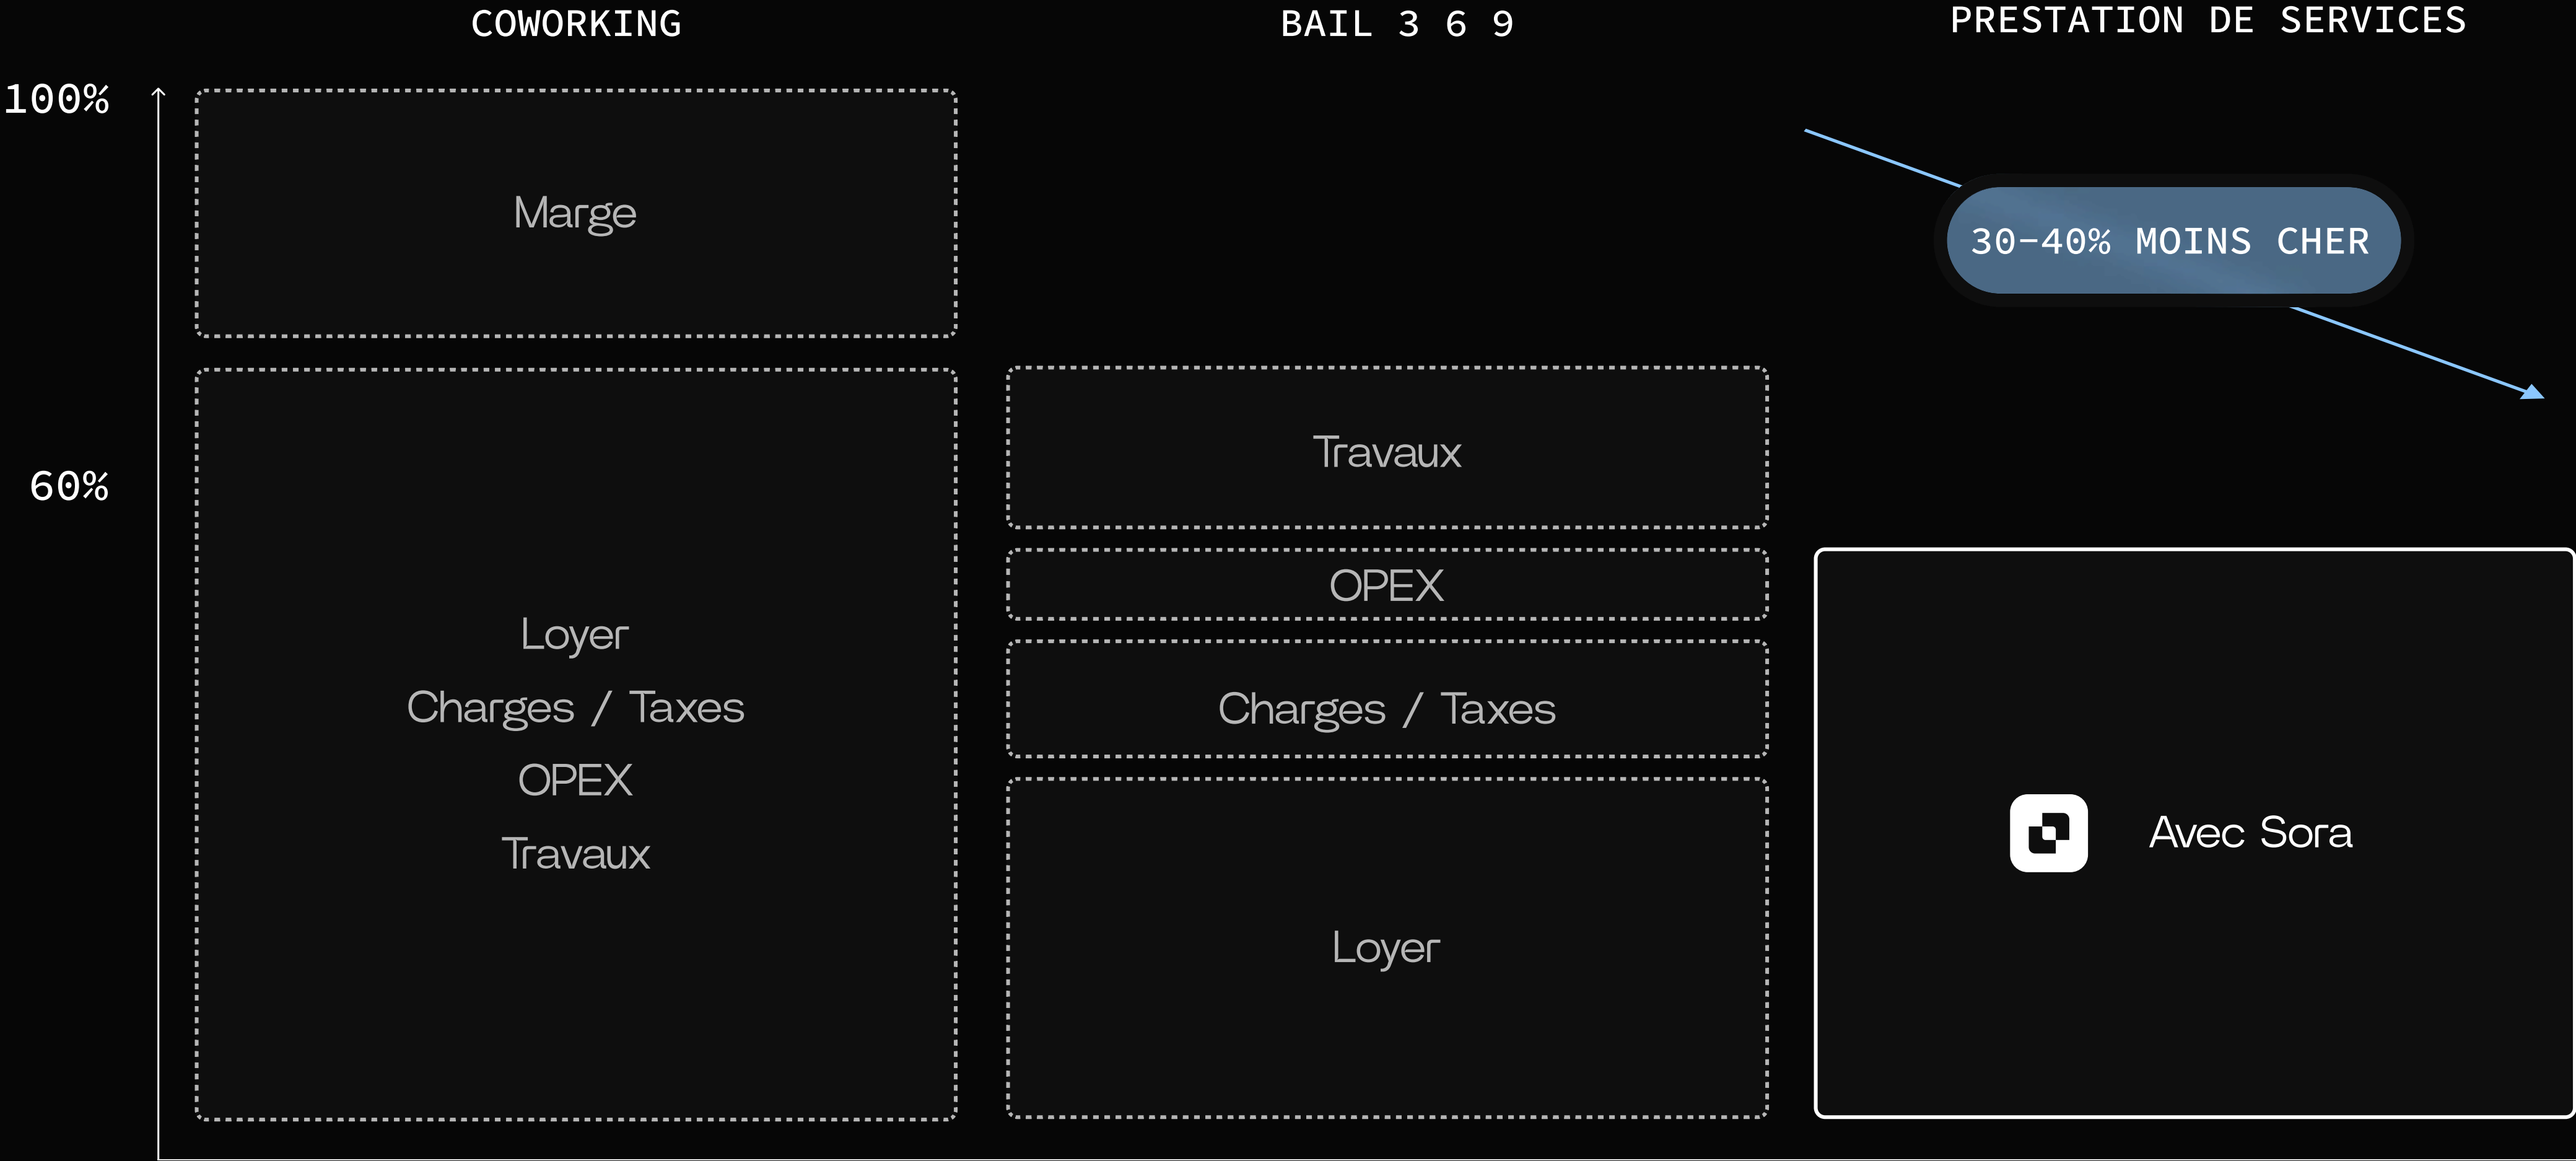 COWORKING
BAIL 3 6 9
PRESTATION DE SERVICES
100%
60%
Marge
Loyer
Charges / Taxes
OPEX
Travaux
Travaux
OPEX
Charges / Taxes
Loyer
30-40% MOINS CHER
Avec Sora